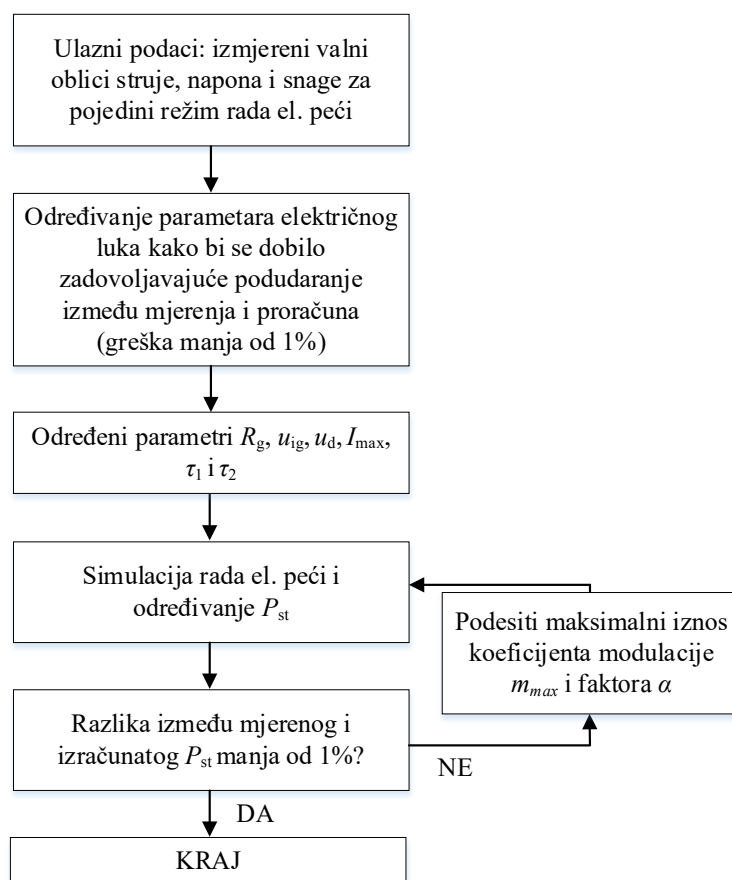 Ulazni podaci: izmjereni valni
oblici struje, napona i snage za
pojedini režim rada el. peći
Određivanje parametara električnog
luka kako bi se dobilo
zadovoljavajuće podudaranje
između mjerenja i proračuna
(greška manja od 1%)
Određeni parametri Rg, uig, ud, Imax,
τ1 i τ2
Simulacija rada el. peći i
određivanje Pst
Podesiti maksimalni iznos
koeficijenta modulacije
mmax i faktora α
Razlika između mjerenog i
izračunatog Pst manja od 1%?
NE
DA
KRAJ